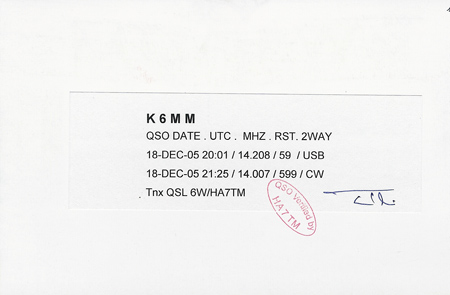 K6MM
QSO DATE . UTC . MHZ . RST. 2WAY
18-DEC-05 20:01 / 14.208 / 59 / USB
18-DEC-05 21:25 / 14.007 / 599 / CW
Tnx QSL 6W/HA7TM
QSO Verified by
HA7TM